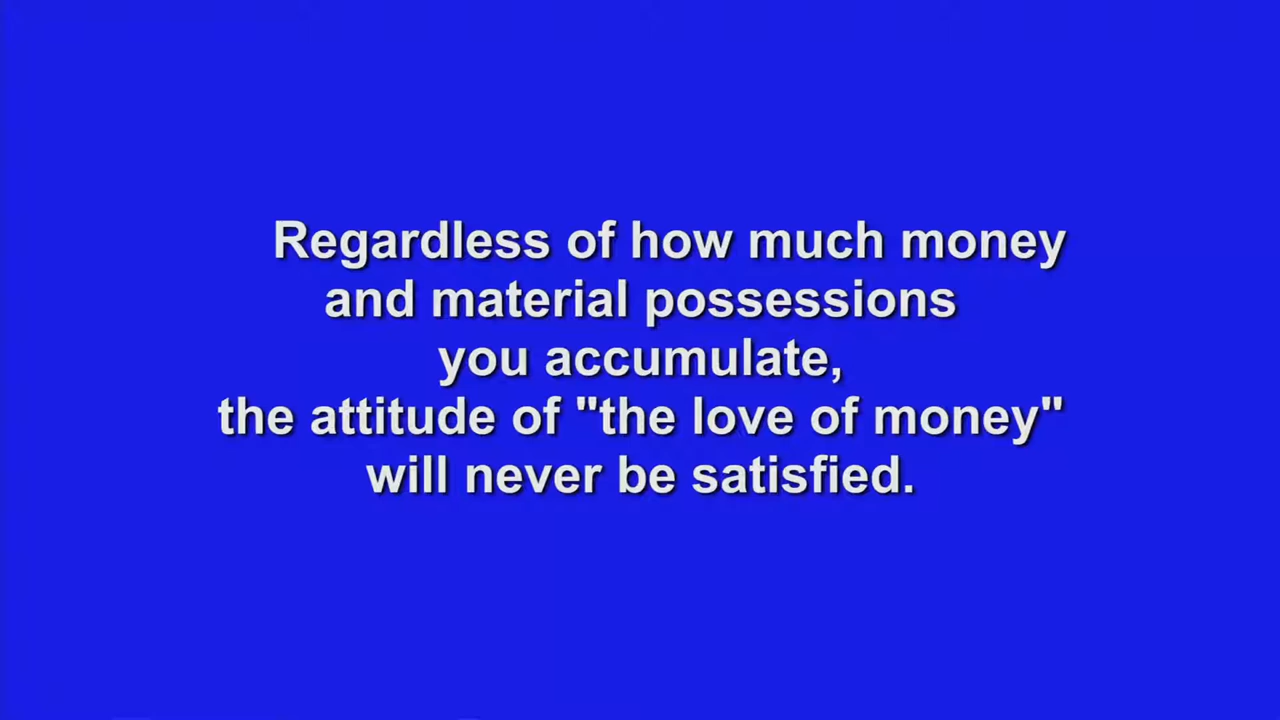 Regardless of how much money
and material possessions
you accumulate,
the attitude of "the love of money"
will never be satisfied.